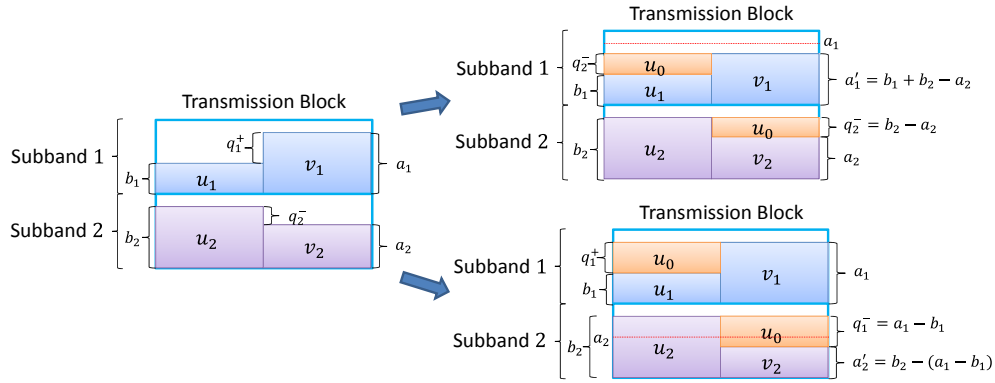 Transmission Block
Subband 1
q₁⁺
b₁
u₁
v₁
a₁
Subband 2
b₂
u₂
q₂⁻
v₂
a₂
Transmission Block
Subband 1
a₁
q₂⁻
u₀
b₁
u₁
v₁
a₁′ = b₁ + b₂ − a₂
Subband 2
b₂
u₂
u₀
q₂⁻ = b₂ − a₂
v₂
a₂
Transmission Block
Subband 1
q₁⁺
u₀
b₁
u₁
v₁
a₁
Subband 2
b₂
a₂
u₂
u₀
q₁⁻ = a₁ − b₁
v₂
a₂′ = b₂ − (a₁ − b₁)